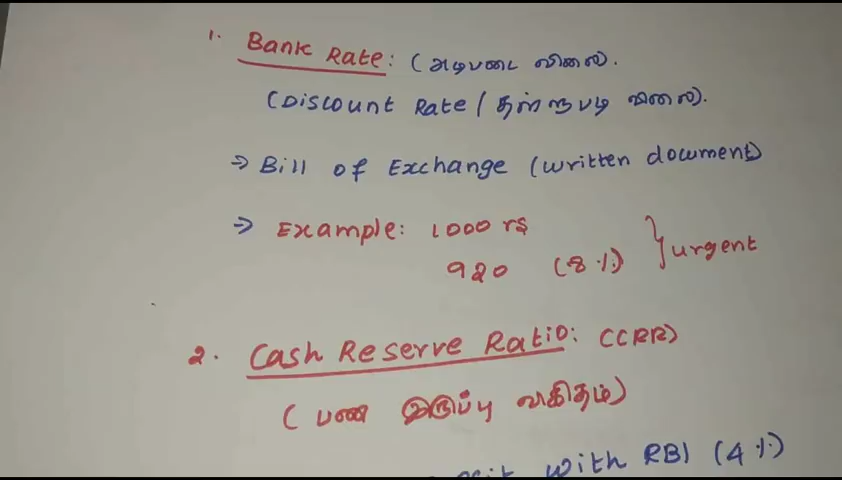 1. Bank Rate: (அடிபடை விலை.
(Discount Rate / தள்ளுபடி விலை).
→ Bill of Exchange (written document)
→ Example: 1000 rs
920 (8%) } urgent
2. Cash Reserve Ratio: (CRR)
(பண இருப்பு வகிதம்)
with RBI (4%)